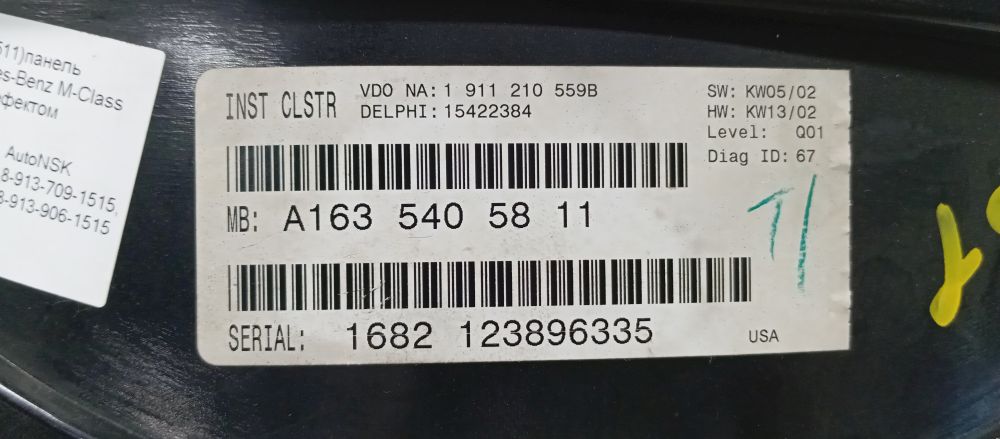 511)панель
es-Benz M-Class
фектом
AutoNSK
8-913-709-1515,
8-913-906-1515
INST CLSTR
VDO NA: 1 911 210 559B
DELPHI: 15422384
SW: KW05/02
HW: KW13/02
Level: Q01
Diag ID: 67
MB: A163 540 58 11
SERIAL: 1682 123896335
USA